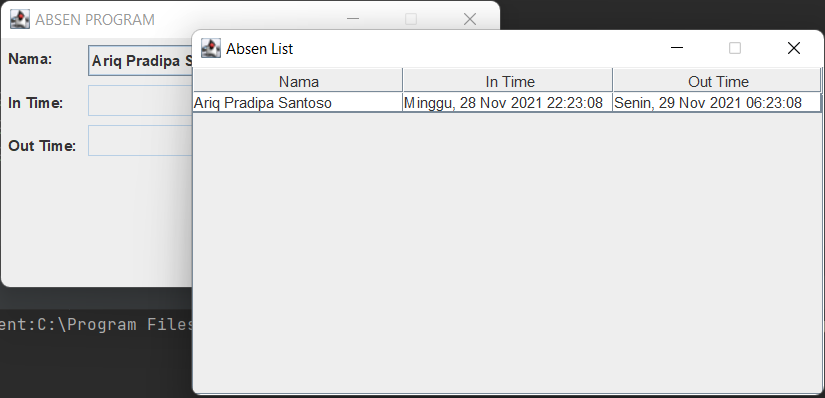 ABSEN PROGRAM
Nama:
Ariq Pradipa S
In Time:
Out Time:
Absen List
Nama In Time Out Time
Ariq Pradipa Santoso Minggu, 28 Nov 2021 22:23:08 Senin, 29 Nov 2021 06:23:08
ent:C:\Program Files